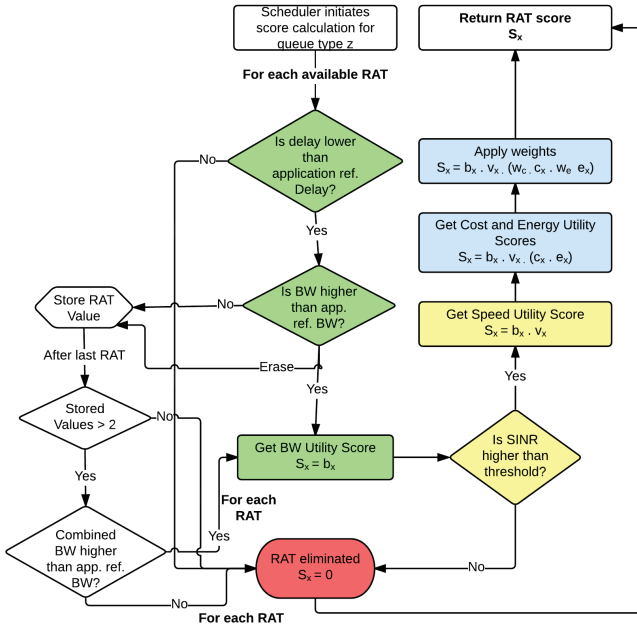 Scheduler initiates
score calculation for
queue type z
For each available RAT
Is delay lower
than
application ref.
Delay?
No
Yes
Is BW higher
than app.
ref. BW?
No
Store RAT
Value
Erase
After last RAT
Yes
Stored
Values > 2
No
Get BW Utility Score
Sₓ = bₓ
Yes
For each
RAT
Yes
Combined
BW higher
than app. ref.
BW?
No
For each RAT
RAT eliminated
Sₓ = 0
No
Is SINR
higher than
threshold?
Yes
Get Speed Utility Score
Sₓ = bₓ . vₓ
Get Cost and Energy Utility
Scores
Sₓ = bₓ . vₓ . (cₓ . eₓ)
Apply weights
Sₓ = bₓ . vₓ . (w꜀ . cₓ . wₑ eₓ)
Return RAT score
Sₓ